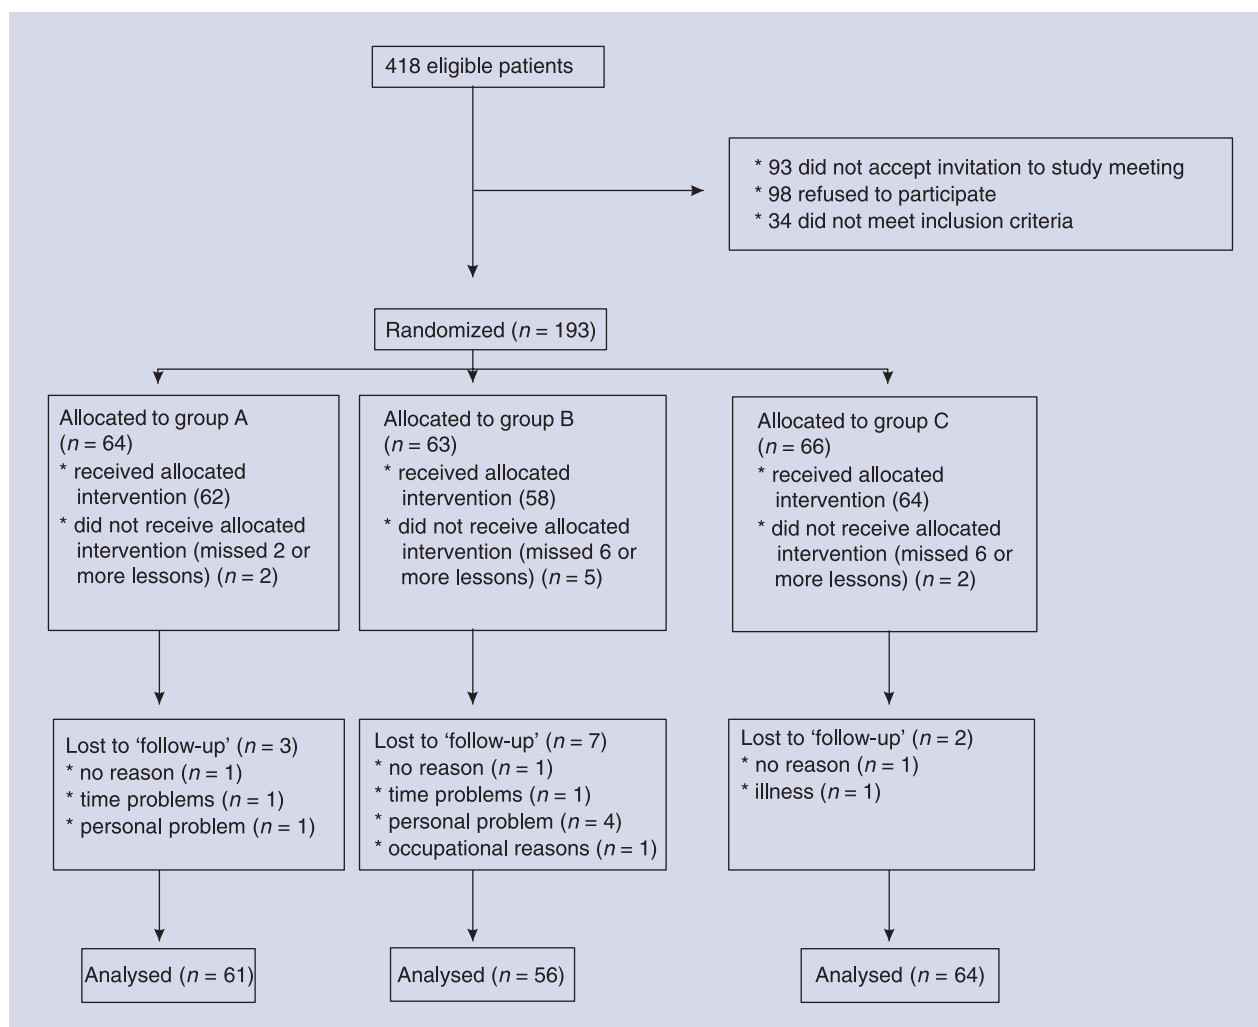 418 eligible patients
* 93 did not accept invitation to study meeting
* 98 refused to participate
* 34 did not meet inclusion criteria
Randomized (n = 193)
Allocated to group A
(n = 64)
* received allocated
intervention (62)
* did not receive allocated
intervention (missed 2 or
more lessons) (n = 2)
Allocated to group B
(n = 63)
* received allocated
intervention (58)
* did not receive allocated
intervention (missed 6 or
more lessons) (n = 5)
Allocated to group C
(n = 66)
* received allocated
intervention (64)
* did not receive allocated
intervention (missed 6 or
more lessons) (n = 2)
Lost to ‘follow-up’ (n = 3)
* no reason (n = 1)
* time problems (n = 1)
* personal problem (n = 1)
Lost to ‘follow-up’ (n = 7)
* no reason (n = 1)
* time problems (n = 1)
* personal problem (n = 4)
* occupational reasons (n = 1)
Lost to ‘follow-up’ (n = 2)
* no reason (n = 1)
* illness (n = 1)
Analysed (n = 61)
Analysed (n = 56)
Analysed (n = 64)